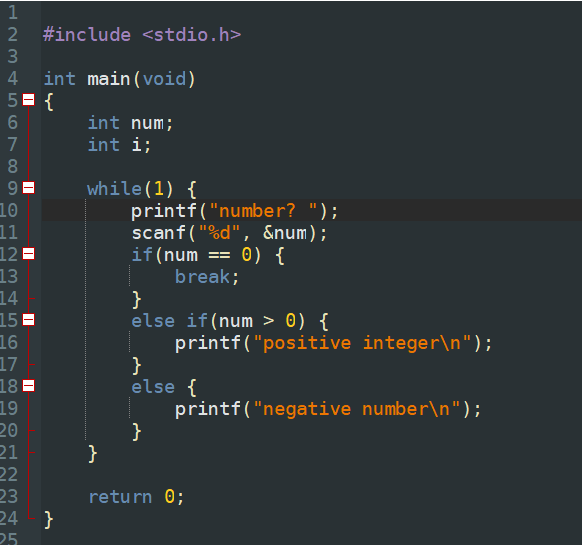 1
2 #include <stdio.h>
3
4 int main(void)
5 {
6     int num;
7     int i;
8
9     while(1) {
10         printf("number? ");
11         scanf("%d", &num);
12         if(num == 0) {
13             break;
14         }
15         else if(num > 0) {
16             printf("positive integer\n");
17         }
18         else {
19             printf("negative number\n");
20         }
21     }
22
23     return 0;
24 }
25